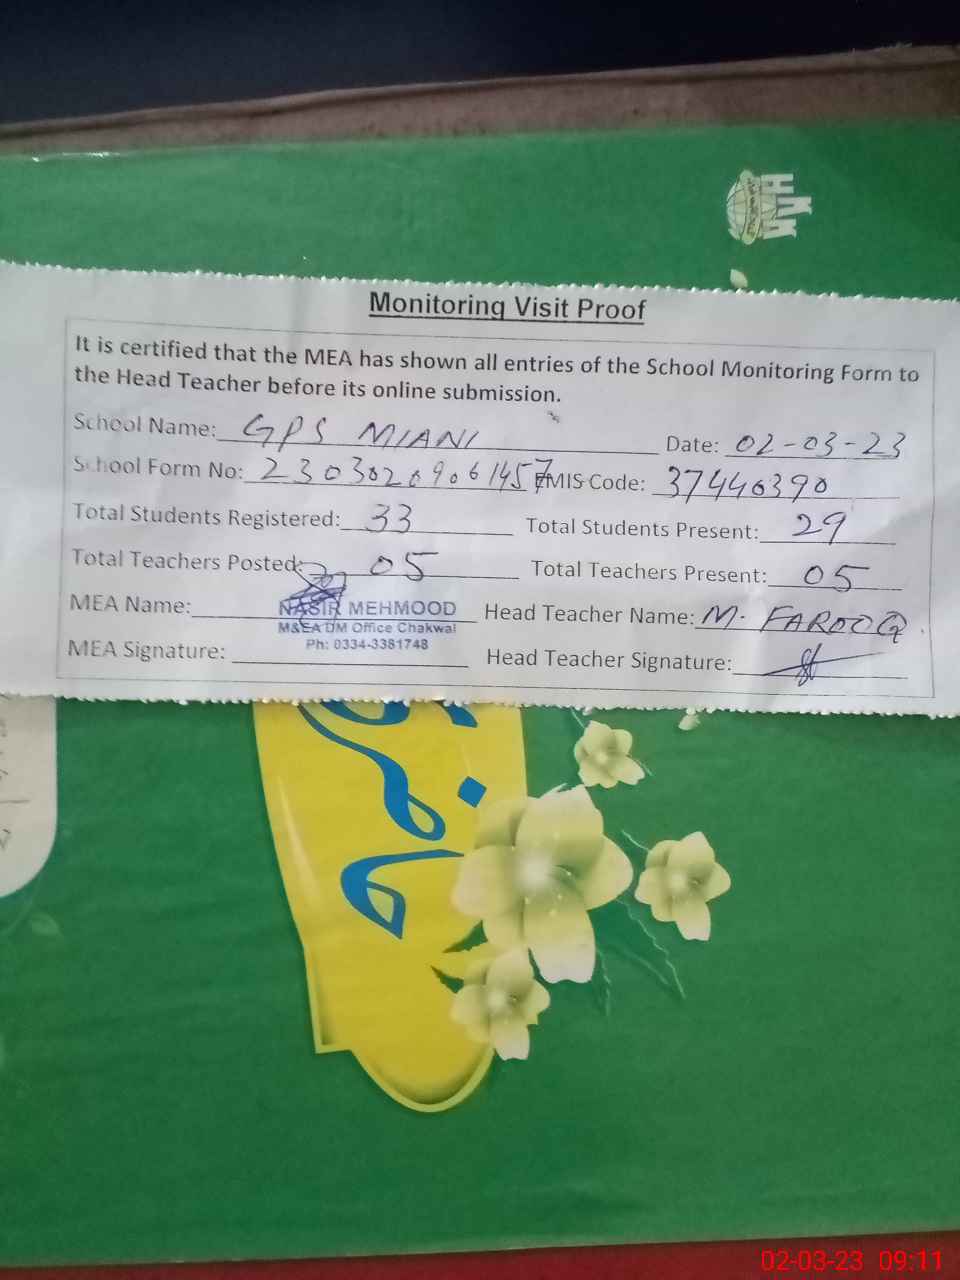 HKK
Monitoring Visit Proof
It is certified that the MEA has shown all entries of the School Monitoring Form to
the Head Teacher before its online submission.
School Name: GPS MIANI Date: 02-03-23
School Form No: 23030209061457 EMIS Code: 37440390
Total Students Registered: 33 Total Students Present: 29
Total Teachers Posted: 05 Total Teachers Present: 05
MEA Name: NASIR MEHMOOD Head Teacher Name: M. FAROOQ
M&EA DM Office Chakwal
Ph: 0334-3381748
MEA Signature: Head Teacher Signature:
حاضری
02-03-23 09:11